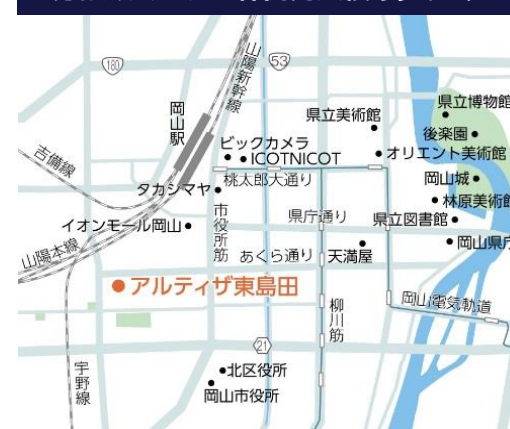 山陽新幹線
180
53
県立博物館
県立美術館
岡山駅
後楽園
ビックカメラ
ICOTNICOT
オリエント美術館
吉備線
タカシマヤ
桃太郎大通り
岡山城
林原美術館
市役所筋
県庁通り
県立図書館
イオンモール岡山
山陽本線
あくら通り
天満屋
岡山県庁
アルティザ東島田
柳川筋
岡山電気軌道
21
宇野線
北区役所
岡山市役所